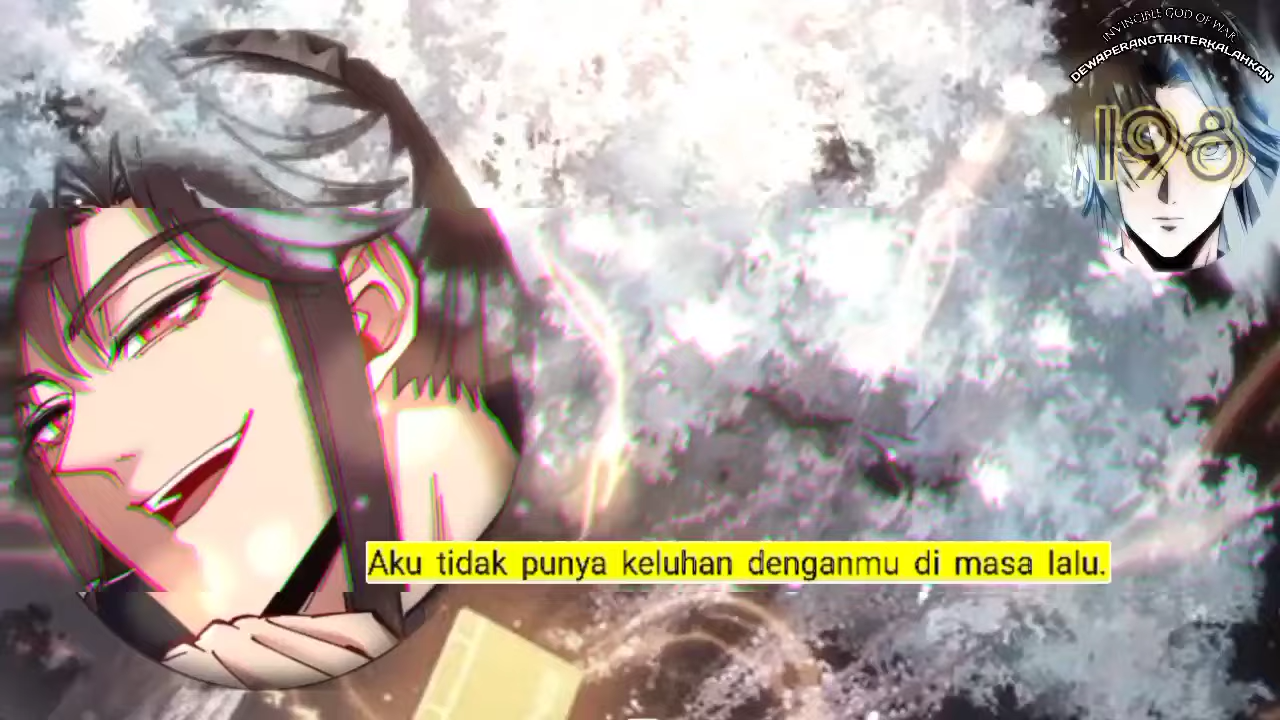 INVINCIBLE GOD OF WAR
DEWAPERANGTAKTERKALAHKAN
198
Aku tidak punya keluhan denganmu di masa lalu.